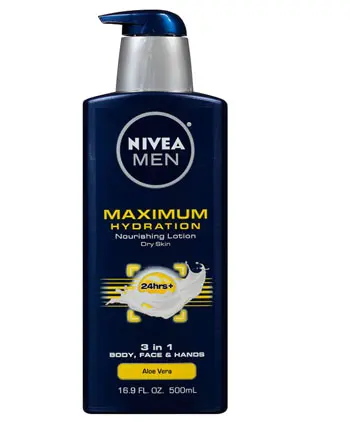 NIVEA
MEN
MAXIMUM
HYDRATION
Nourishing Lotion
Dry Skin
24hrs+
3 in 1
BODY, FACE & HANDS
Aloe Vera
16.9 FL. OZ. 500mL